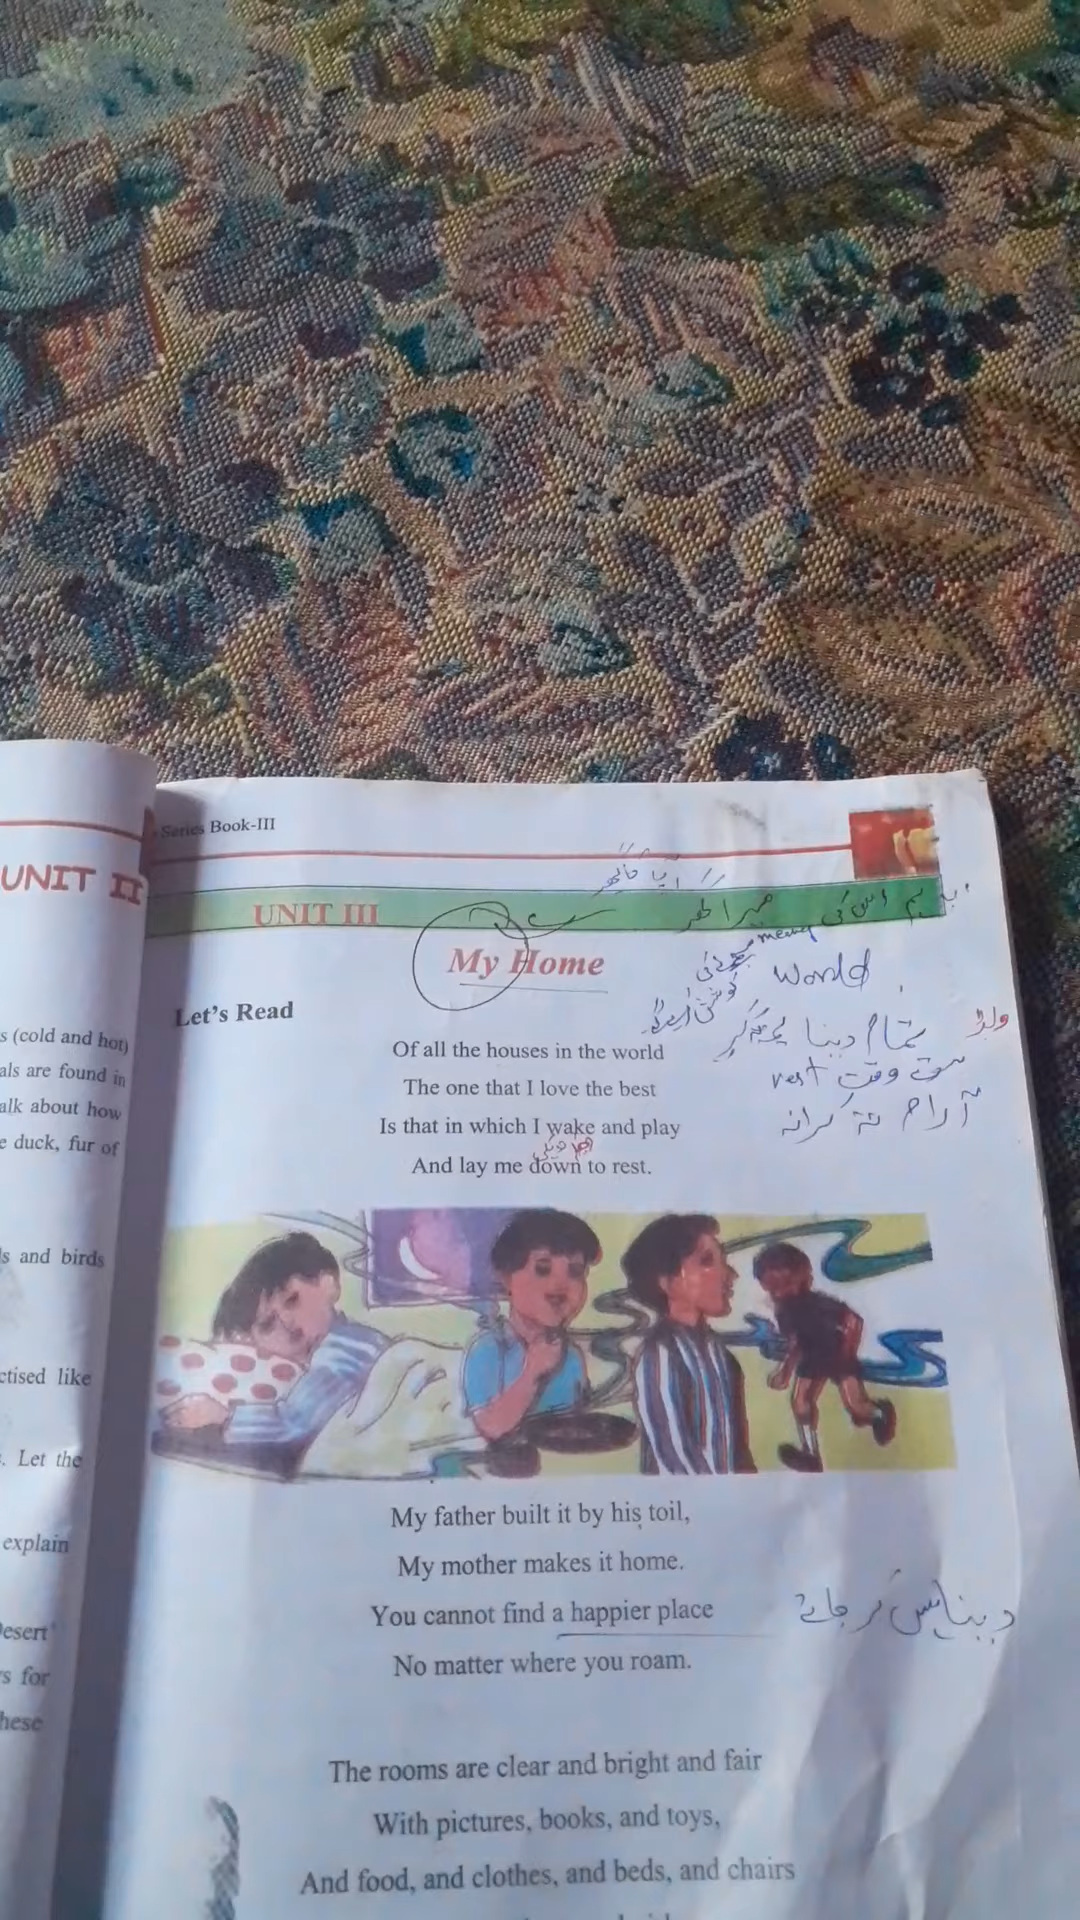 Series Book-III
UNIT II
UNIT III
میرا گھر
My Home
meaning
World
Let's Read
ولڈ
s (cold and hot)
als are found in
alk about how
e duck, fur of
s and birds
ctised like
. Let the
explain
Desert'
s for
hese
Of all the houses in the world
The one that I love the best
Is that in which I wake and play
And lay me down to rest.
تمام دینا
وقت rest
آرام
My father built it by his toil,
My mother makes it home.
You cannot find a happier place
No matter where you roam.
The rooms are clear and bright and fair
With pictures, books, and toys,
And food, and clothes, and beds, and chairs